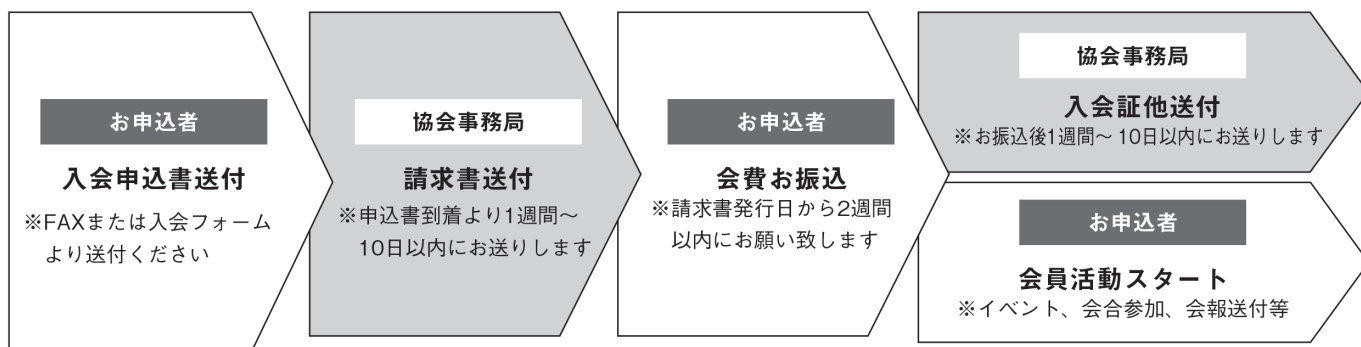 お申込者
入会申込書送付
※FAXまたは入会フォーム
より送付ください
協会事務局
請求書送付
※申込書到着より1週間～
10日以内にお送りします
お申込者
会費お振込
※請求書発行日から2週間
以内にお願い致します
協会事務局
入会証他送付
※お振込後1週間～10日以内にお送りします
お申込者
会員活動スタート
※イベント、会合参加、会報送付等